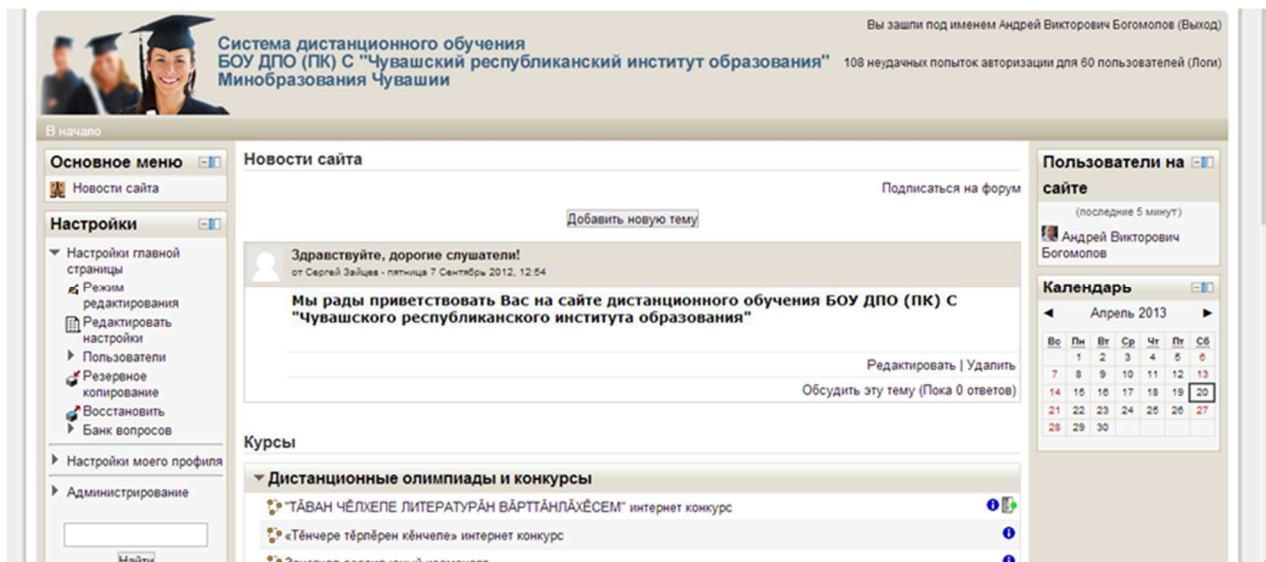 Вы зашли под именем Андрей Викторович Богомолов (Выход)
Система дистанционного обучения
БОУ ДПО (ПК) С "Чувашский республиканский институт образования"
Минобразования Чувашии
108 неудачных попыток авторизации для 60 пользователей (Логи)
В начало
Основное меню
Новости сайта
Настройки
Настройки главной
страницы
Режим
редактирования
Редактировать
настройки
Пользователи
Резервное
копирование
Восстановить
Банк вопросов
Настройки моего профиля
Администрирование
Найти
Новости сайта
Подписаться на форум
Добавить новую тему
Здравствуйте, дорогие слушатели!
от Сергей Зайцев - пятница 7 Сентябрь 2012, 12:54
Мы рады приветствовать Вас на сайте дистанционного обучения БОУ ДПО (ПК) С
"Чувашского республиканского института образования"
Редактировать | Удалить
Обсудить эту тему (Пока 0 ответов)
Курсы
Дистанционные олимпиады и конкурсы
"ТӐВАН ЧӖЛХЕПЕ ЛИТЕРАТУРӐН ВӐРТТӐНЛӐХӖСЕМ" интернет конкурс
«Тӗнчере тӗрлӗрен кӗнчеле» интернет конкурс
Пользователи на
сайте
(последние 5 минут)
Андрей Викторович
Богомолов
Календарь
◄ Апрель 2013 ►
Вс Пн Вт Ср Чт Пт Сб
1 2 3 4 5 6
7 8 9 10 11 12 13
14 15 16 17 18 19 20
21 22 23 24 25 26 27
28 29 30